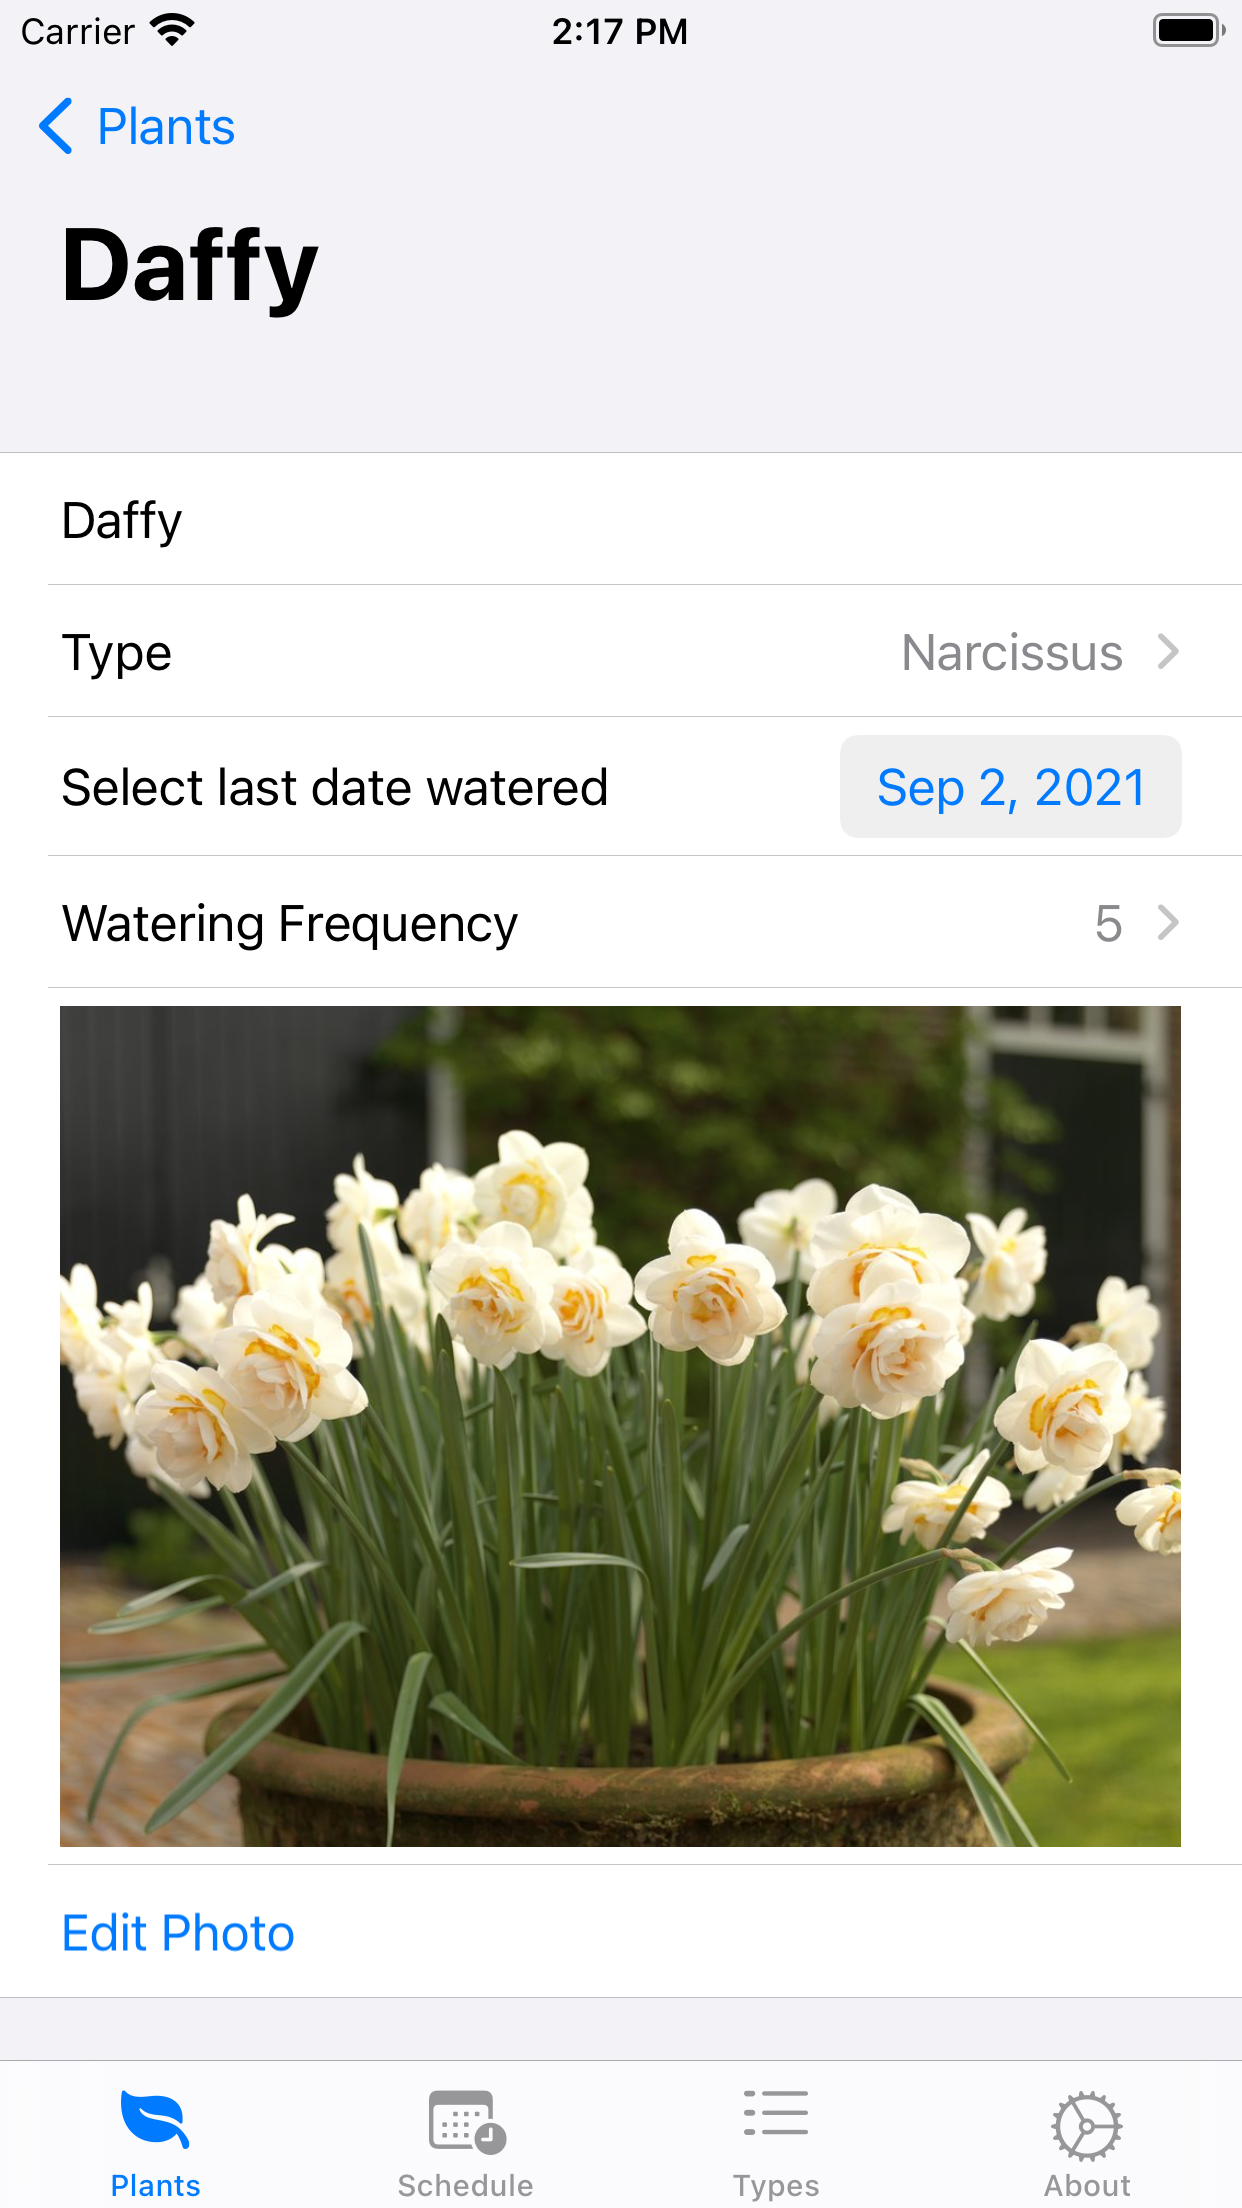 Carrier 2:17 PM
Plants
Daffy
Daffy
Type Narcissus
Select last date watered Sep 2, 2021
Watering Frequency 5
Edit Photo
Plants Schedule Types About